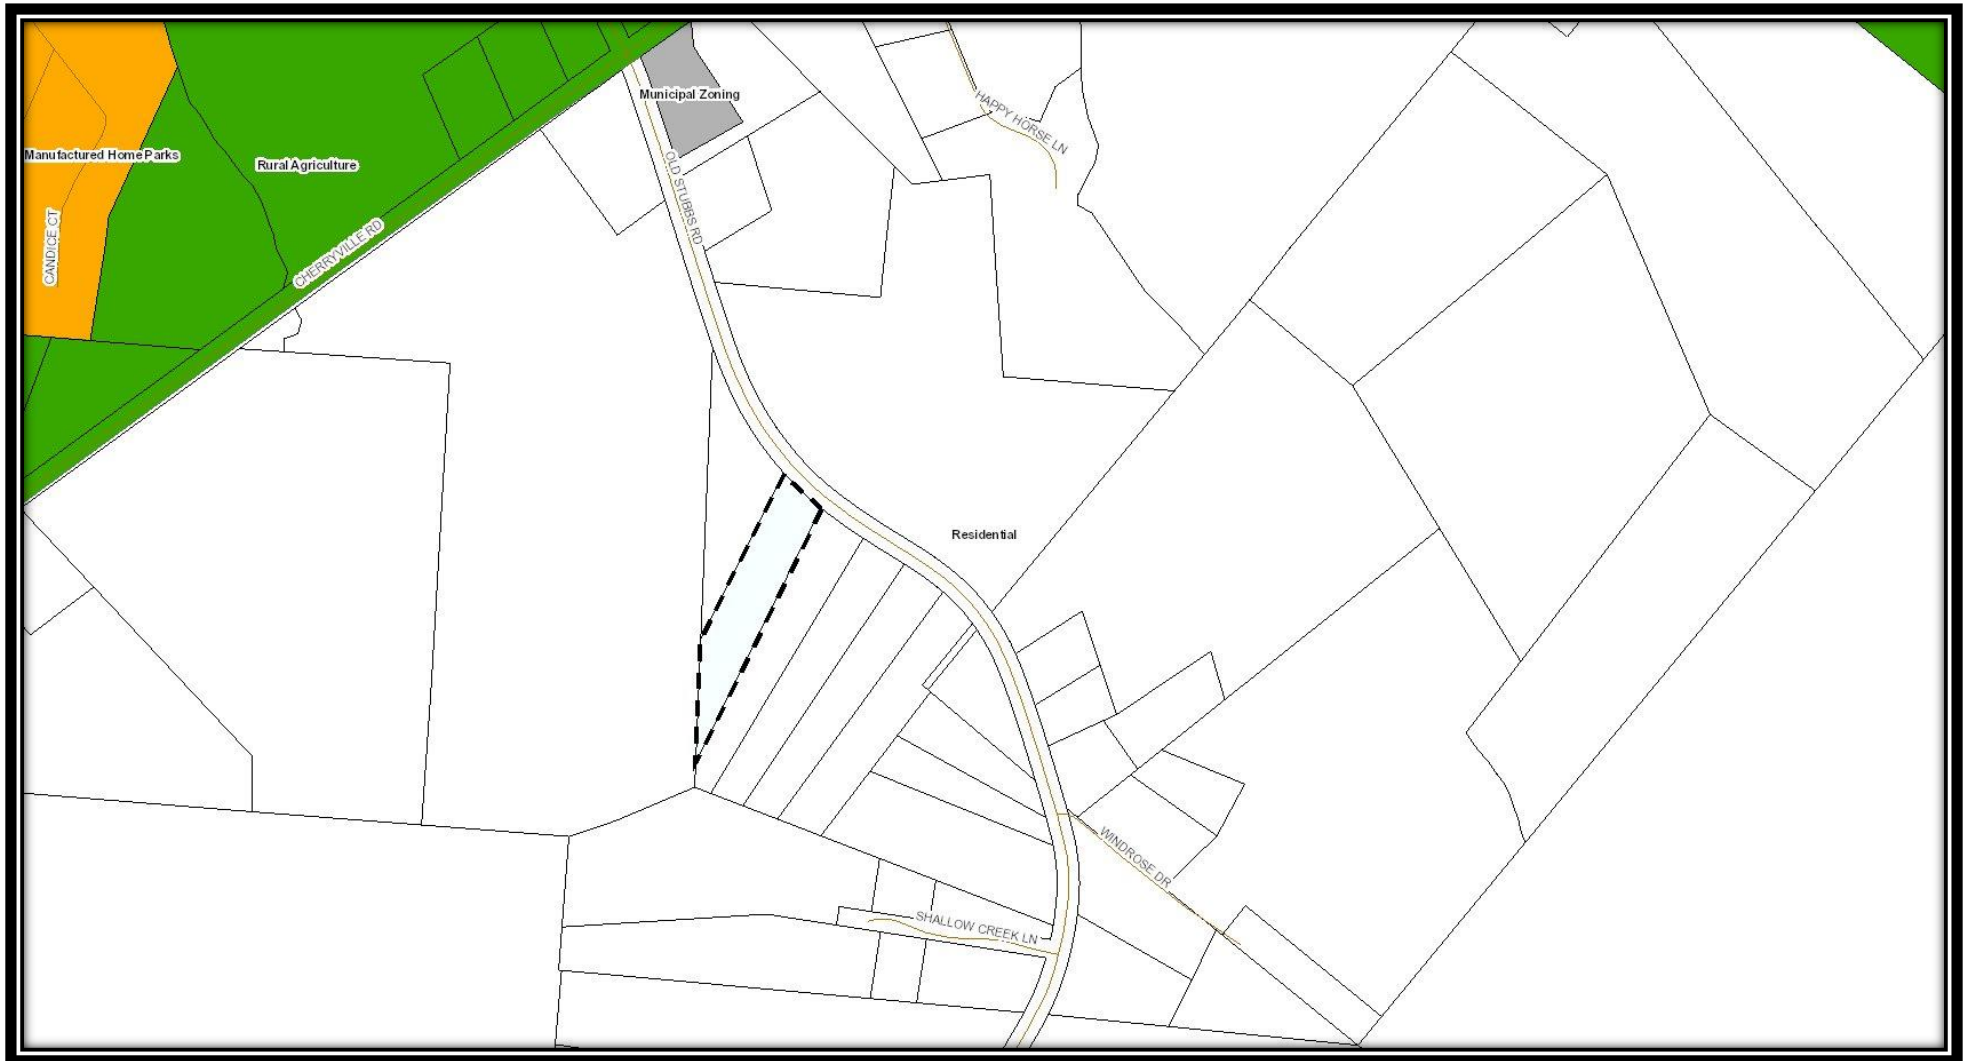 Municipal Zoning
HAPPY HORSE LN
Manufactured Home Parks
Rural Agriculture
OLD STUBBS RD
CANDICE CT
CHERRYVILLE RD
Residential
WINDROSE DR
SHALLOW CREEK LN